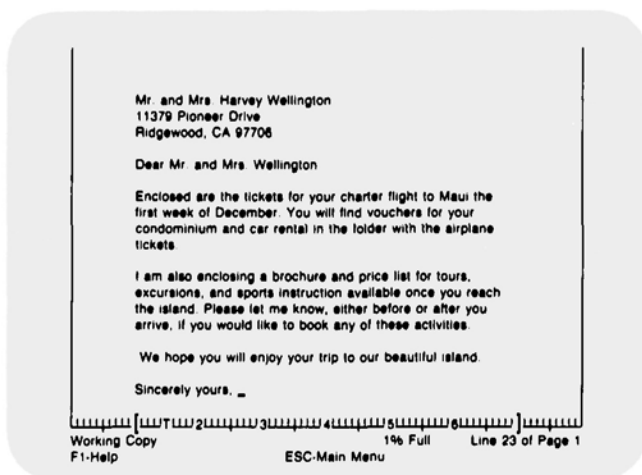 Mr. and Mrs. Harvey Wellington
11379 Pioneer Drive
Ridgewood, CA 97706
Dear Mr. and Mrs. Wellington
Enclosed are the tickets for your charter flight to Maui the
first week of December. You will find vouchers for your
condominium and car rental in the folder with the airplane
tickets.
I am also enclosing a brochure and price list for tours,
excursions, and sports instruction available once you reach
the island. Please let me know, either before or after you
arrive, if you would like to book any of these activities.
We hope you will enjoy your trip to our beautiful island.
Sincerely yours, _
[ T 2 3 4 5 6 ]
Working Copy 1% Full Line 23 of Page 1
F1-Help ESC-Main Menu